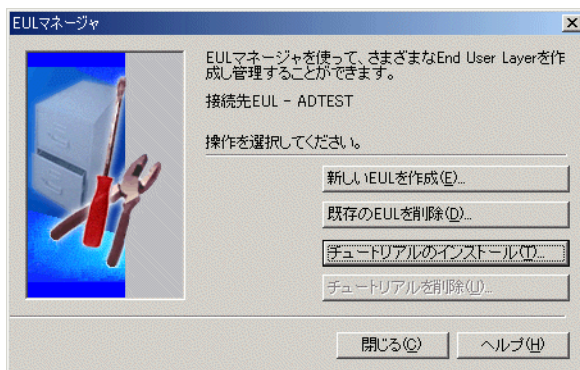 EULマネージャ
EULマネージャを使って、さまざまなEnd User Layerを作
成し管理することができます。
接続先EUL - ADTEST
操作を選択してください。
新しいEULを作成(E)...
既存のEULを削除(D)...
チュートリアルのインストール(T)...
チュートリアルを削除(U)...
閉じる(C)
ヘルプ(H)